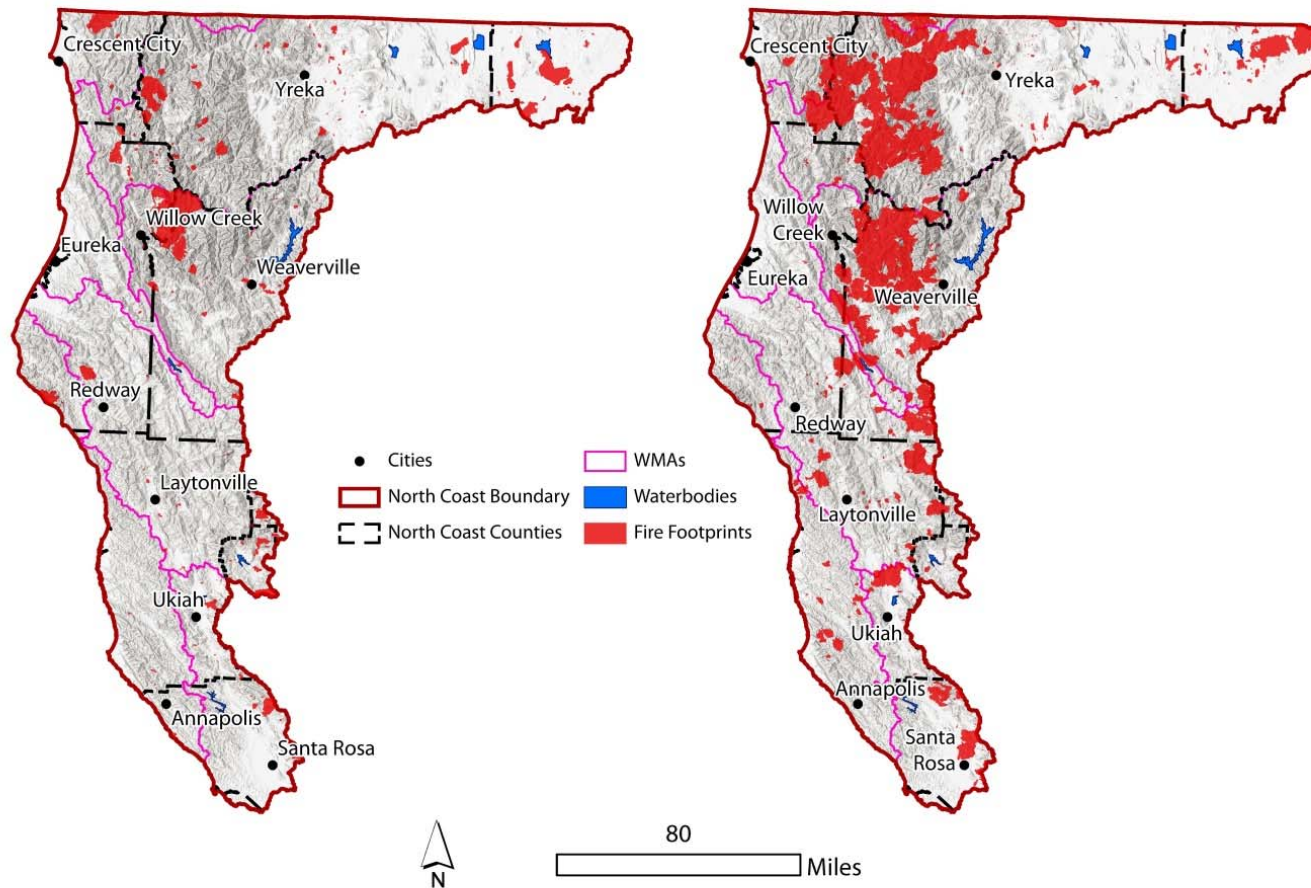 Crescent City
Yreka
Willow Creek
Eureka
Weaverville
Redway
Laytonville
Ukiah
Annapolis
Santa Rosa
Cities
North Coast Boundary
North Coast Counties
WMAs
Waterbodies
Fire Footprints
Crescent City
Yreka
Willow
Creek
Eureka
Weaverville
Redway
Laytonville
Ukiah
Annapolis
Santa
Rosa
N
80
Miles